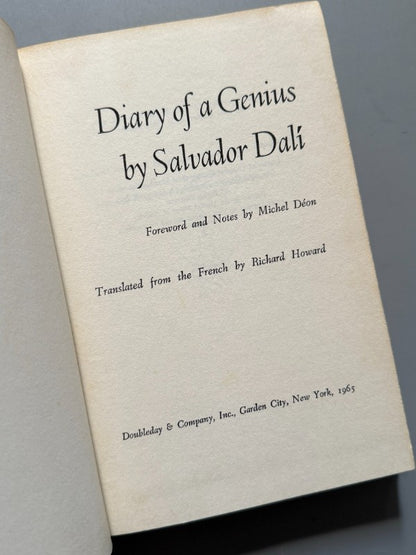 Diary of a Genius
by Salvador Dalí
Foreword and Notes by Michel Déon
Translated from the French by Richard Howard
Doubleday & Company, Inc., Garden City, New York, 1965